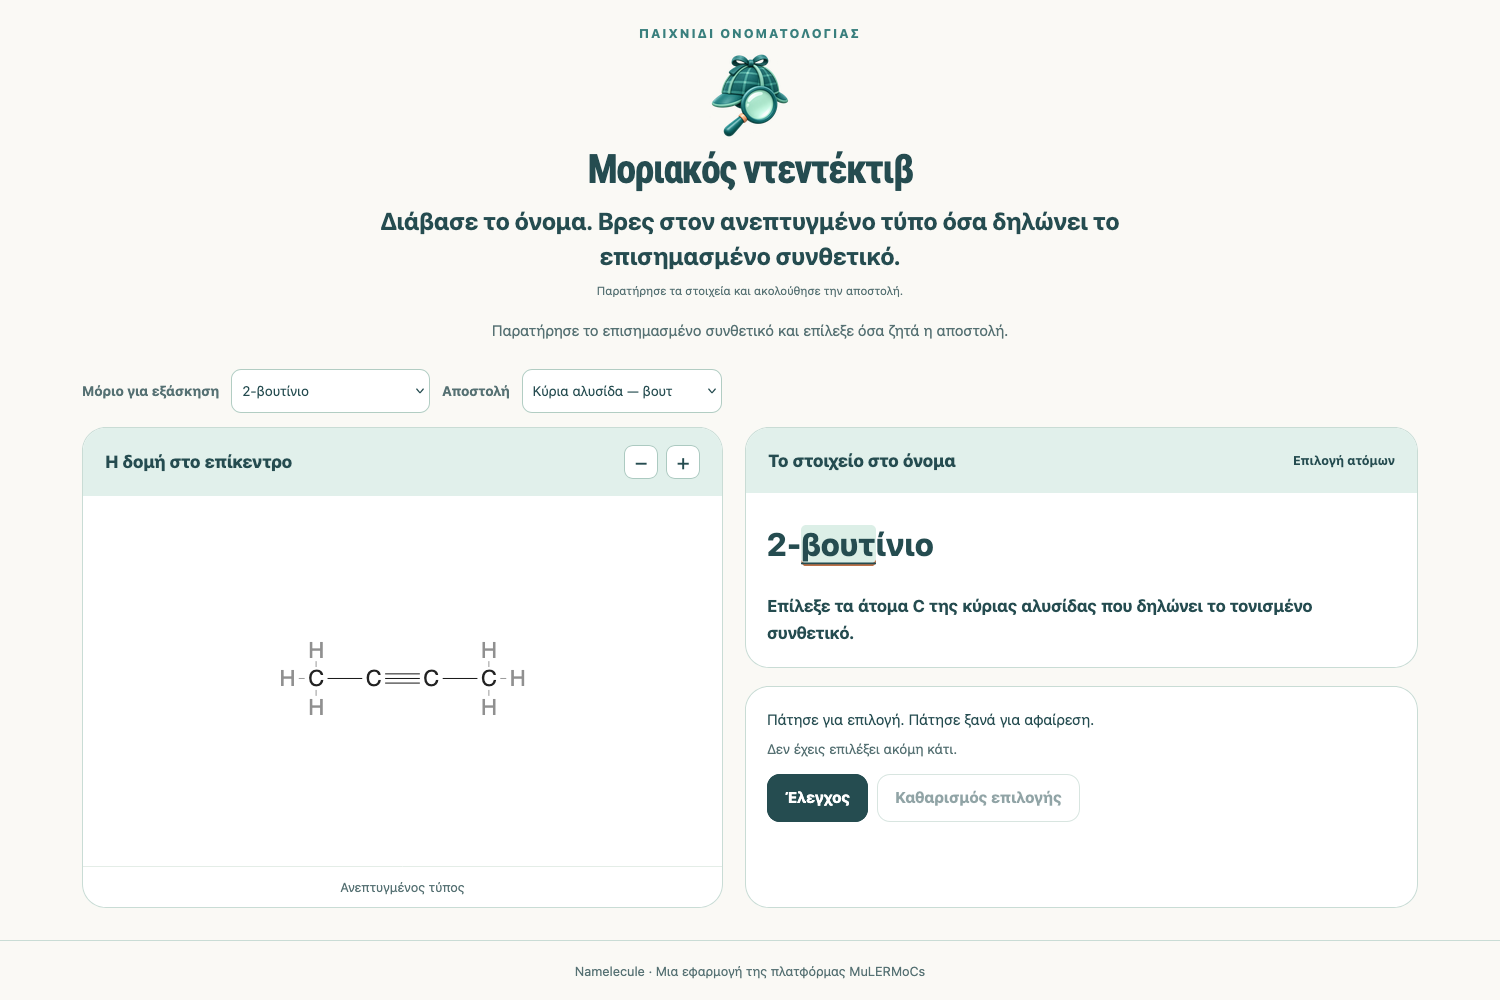 ΠΑΙΧΝΙΔΙ ΟΝΟΜΑΤΟΛΟΓΙΑΣ
Μοριακός ντεντέκτιβ
Διάβασε το όνομα. Βρες στον ανεπτυγμένο τύπο όσα δηλώνει το
επισημασμένο συνθετικό.
Παρατήρησε τα στοιχεία και ακολούθησε την αποστολή.
Παρατήρησε το επισημασμένο συνθετικό και επίλεξε όσα ζητά η αποστολή.
Μόριο για εξάσκηση 2-βουτίνιο Αποστολή Κύρια αλυσίδα — βουτ
Η δομή στο επίκεντρο − +
H H
H C C C C H
H H
Ανεπτυγμένος τύπος
Το στοιχείο στο όνομα Επιλογή ατόμων
2-βουτίνιο
Επίλεξε τα άτομα C της κύριας αλυσίδας που δηλώνει το τονισμένο
συνθετικό.
Πάτησε για επιλογή. Πάτησε ξανά για αφαίρεση.
Δεν έχεις επιλέξει ακόμη κάτι.
Έλεγχος Καθαρισμός επιλογής
Namelecule · Μια εφαρμογή της πλατφόρμας MuLERMoCs